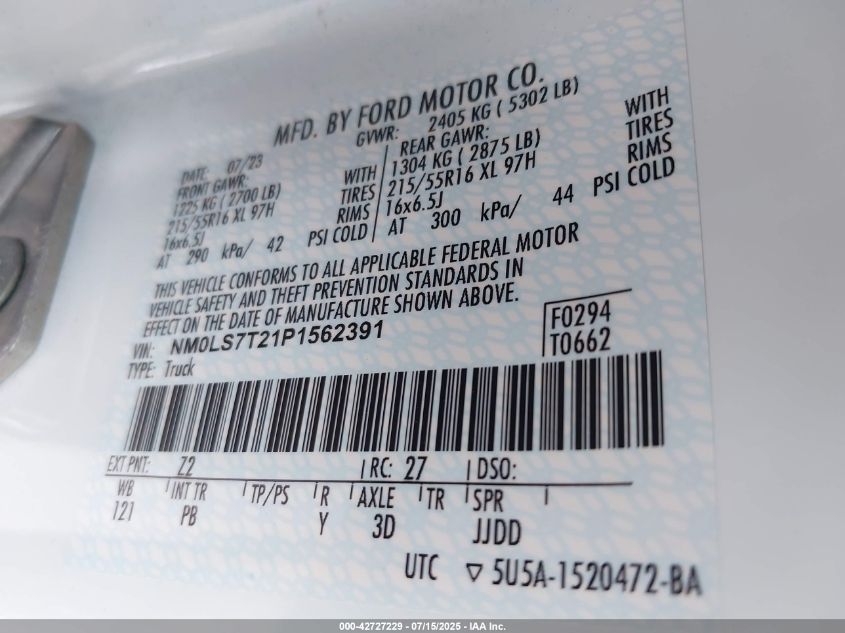 MFD. BY FORD MOTOR CO.
DATE: 07/23 GVWR: 2405 KG ( 5302 LB)
FRONT GAWR: WITH REAR GAWR: WITH
1225 KG ( 2700 LB) TIRES 1304 KG ( 2875 LB) TIRES
215/55R16 XL 97H RIMS 215/55R16 XL 97H RIMS
16x6.5J PSI COLD 16x6.5J PSI COLD
AT 290 kPa/ 42 AT 300 kPa/ 44
THIS VEHICLE CONFORMS TO ALL APPLICABLE FEDERAL MOTOR
VEHICLE SAFETY AND THEFT PREVENTION STANDARDS IN
EFFECT ON THE DATE OF MANUFACTURE SHOWN ABOVE.
VIN: NM0LS7T21P1562391 F0294
TYPE: Truck T0662
EXT PNT: Z2 RC: 27 DSO:
WB INT TR TP/PS R AXLE TR SPR
121 PB Y 3D JJDD
UTC ▽ 5U5A-1520472-BA
000-42727229 - 07/15/2025 - IAA Inc.